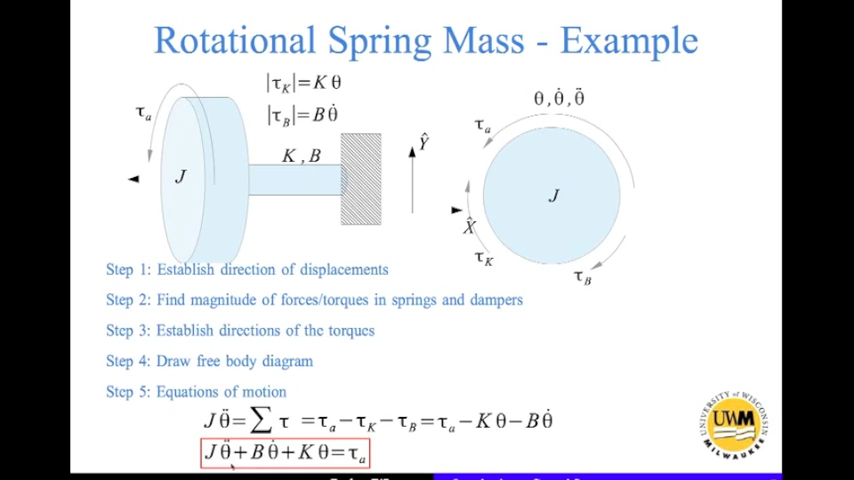 Rotational Spring Mass - Example
|τ_K|=K θ
|τ_B|=B θ̇
τ_a
K , B
J
Ŷ
X̂
θ , θ̇ , θ̈
τ_a
J
τ_K
τ_B
Step 1: Establish direction of displacements
Step 2: Find magnitude of forces/torques in springs and dampers
Step 3: Establish directions of the torques
Step 4: Draw free body diagram
Step 5: Equations of motion
J θ̈=∑ τ =τ_a−τ_K−τ_B=τ_a−K θ−B θ̇
J θ̈+B θ̇+K θ=τ_a
UNIVERSITY of WISCONSIN
UWM
MILWAUKEE